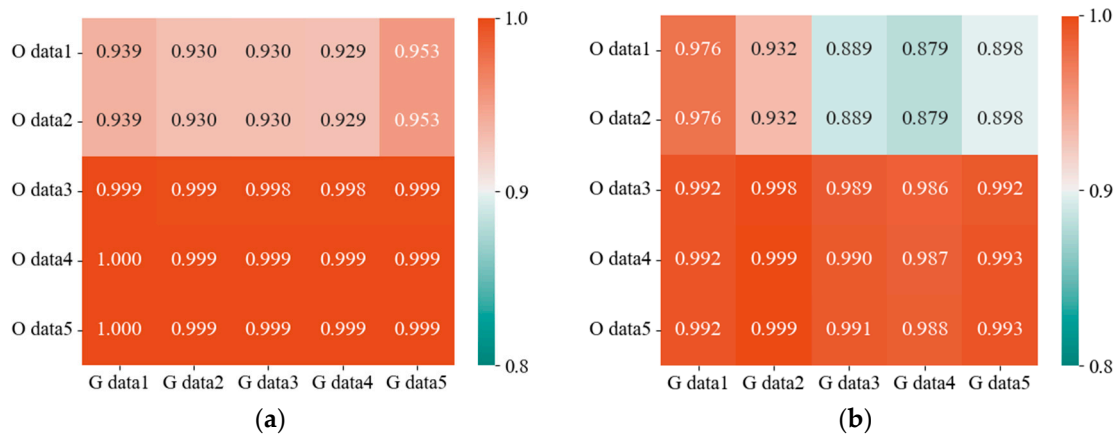 O data1 0.939 0.930 0.930 0.929 0.953
O data2 0.939 0.930 0.930 0.929 0.953
O data3 0.999 0.999 0.998 0.998 0.999
O data4 1.000 0.999 0.999 0.999 0.999
O data5 1.000 0.999 0.999 0.999 0.999
G data1 G data2 G data3 G data4 G data5
1.0
0.9
0.8
(a)
O data1 0.976 0.932 0.889 0.879 0.898
O data2 0.976 0.932 0.889 0.879 0.898
O data3 0.992 0.998 0.989 0.986 0.992
O data4 0.992 0.999 0.990 0.987 0.993
O data5 0.992 0.999 0.991 0.988 0.993
G data1 G data2 G data3 G data4 G data5
1.0
0.9
0.8
(b)